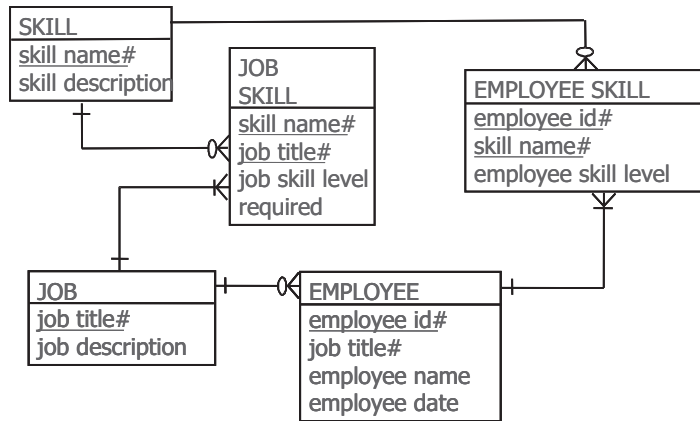 SKILL
skill name#
skill description
JOB
SKILL
skill name#
job title#
job skill level
required
EMPLOYEE SKILL
employee id#
skill name#
employee skill level
JOB
job title#
job description
EMPLOYEE
employee id#
job title#
employee name
employee date